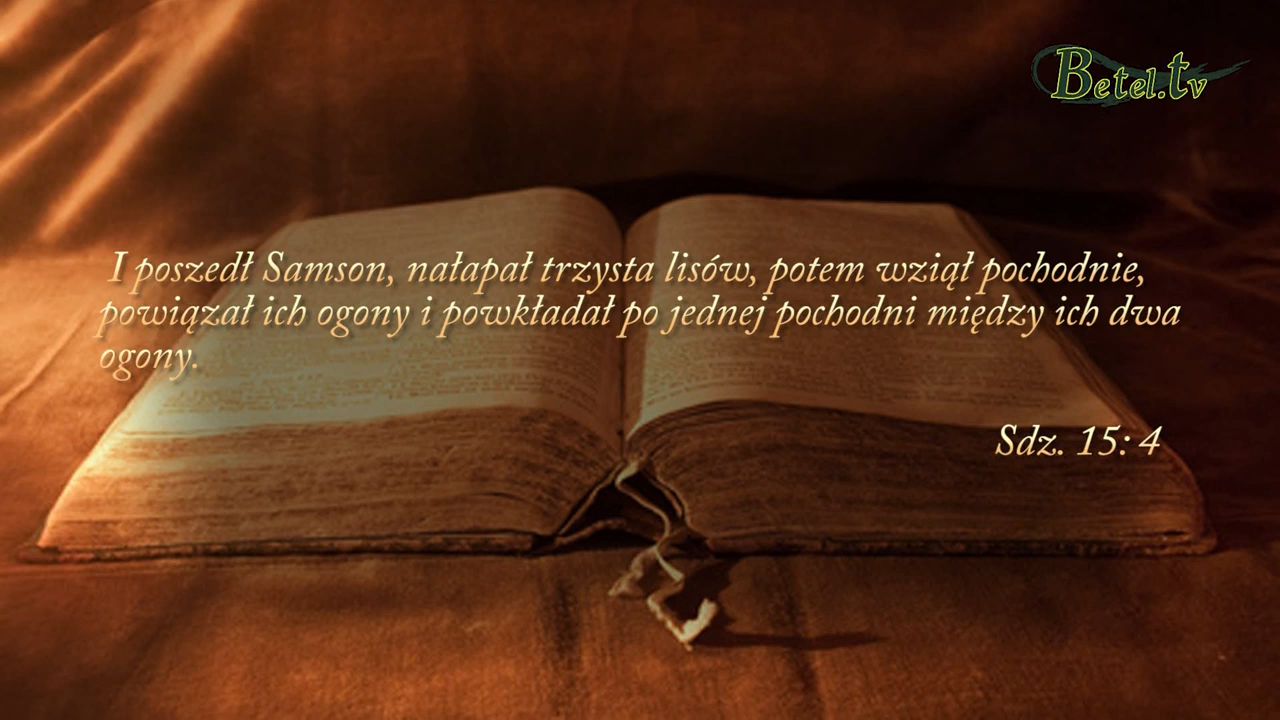 Betel.tv
I poszedł Samson, nałapał trzysta lisów, potem wziął pochodnie,
powiązał ich ogony i powkładał po jednej pochodni między ich dwa
ogony.
Sdz. 15: 4